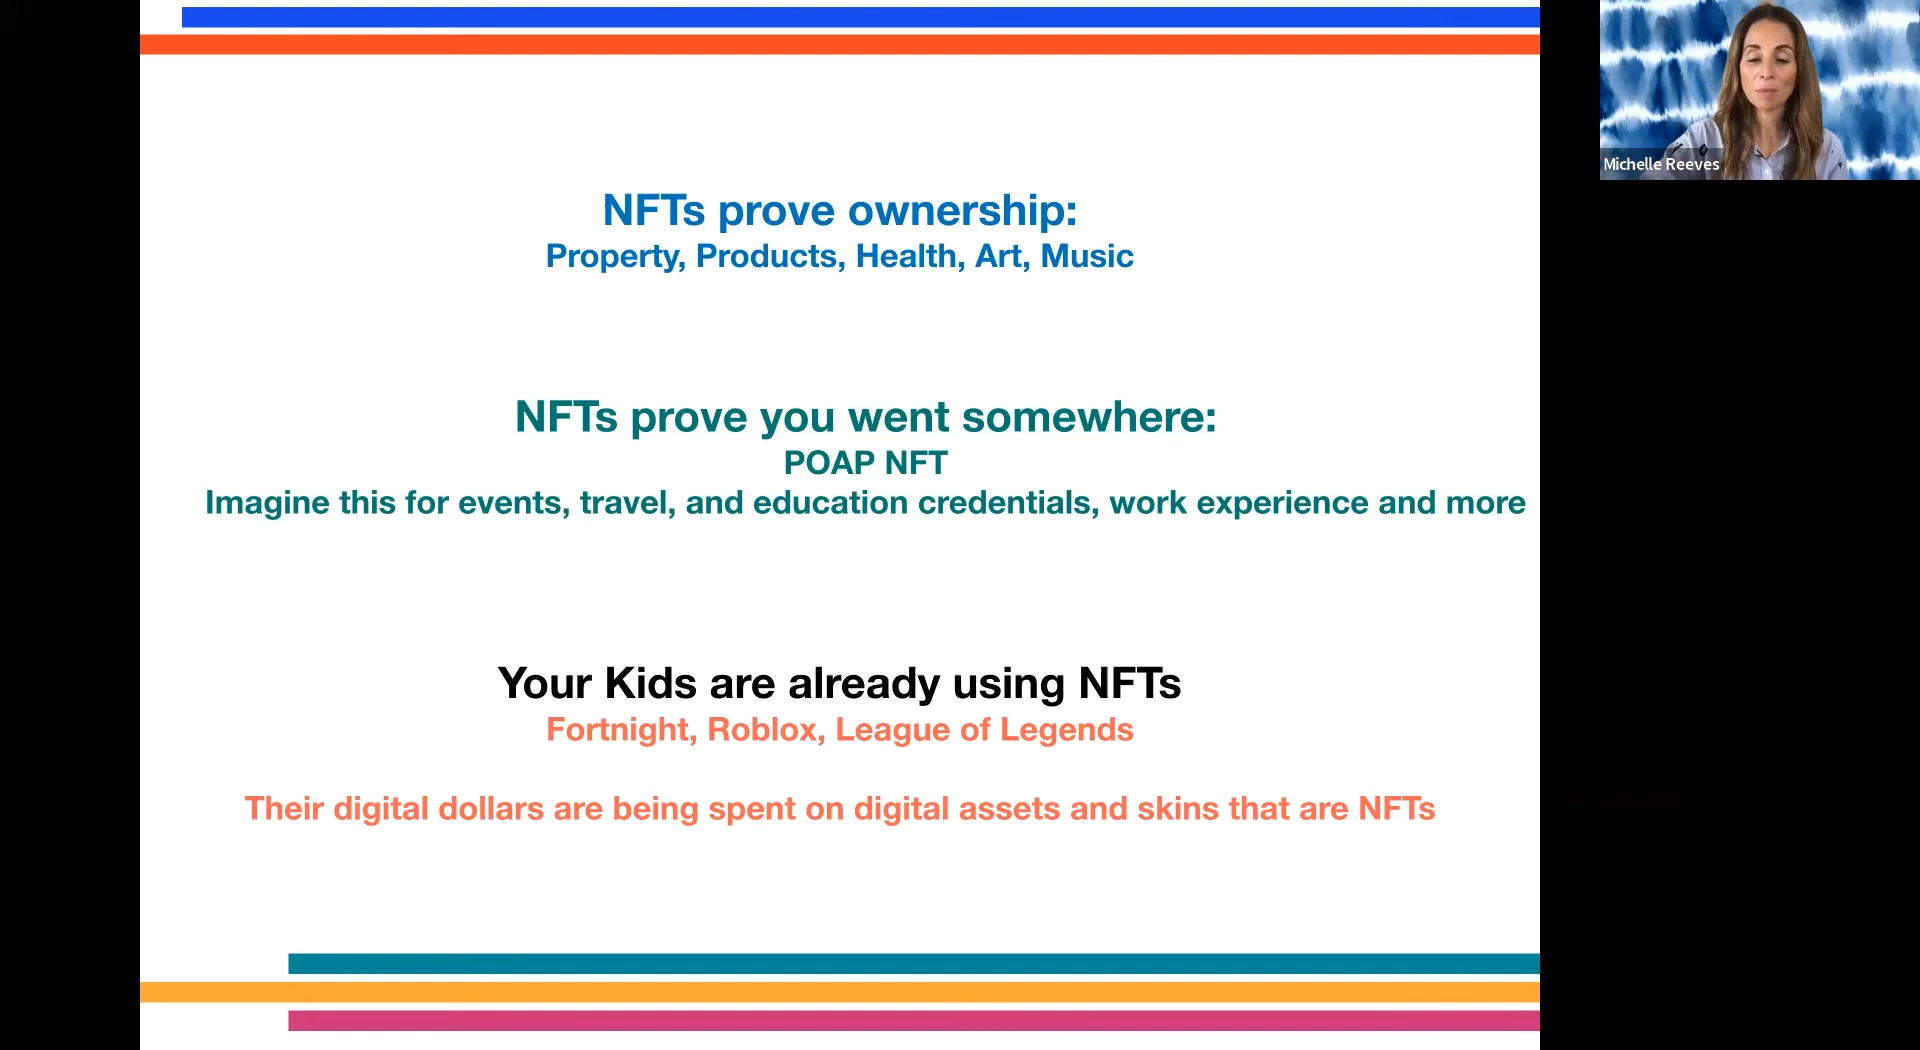 NFTs prove ownership:
Property, Products, Health, Art, Music
NFTs prove you went somewhere:
POAP NFT
Imagine this for events, travel, and education credentials, work experience and more
Your Kids are already using NFTs
Fortnight, Roblox, League of Legends
Their digital dollars are being spent on digital assets and skins that are NFTs
Michelle Reeves